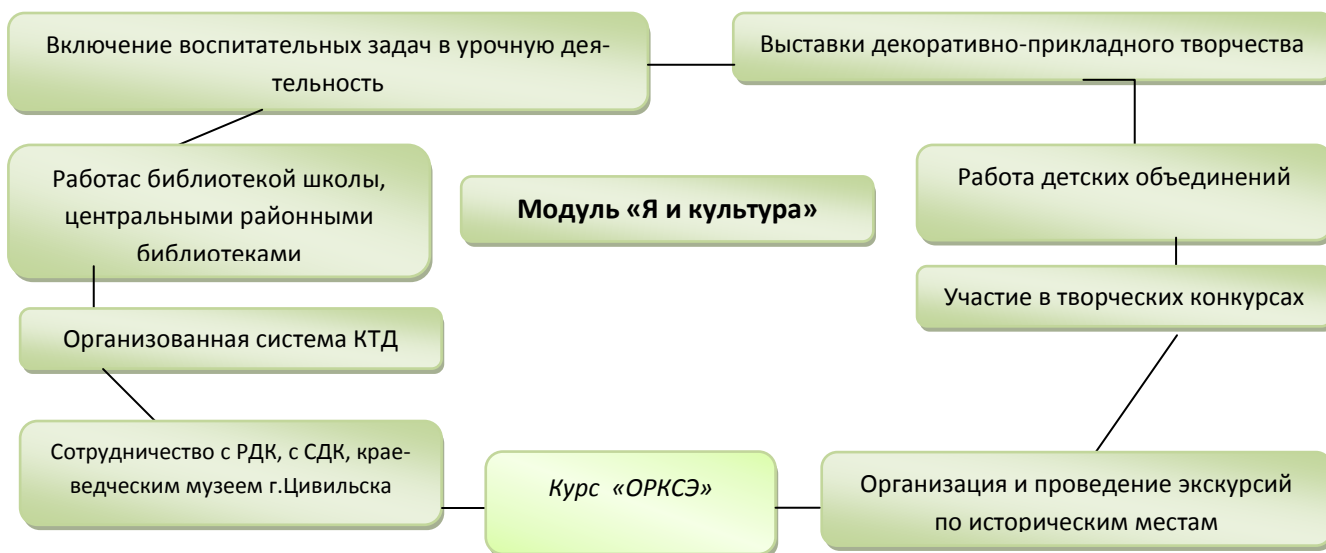 Включение воспитательных задач в урочную дея-
тельность
Выставки декоративно-прикладного творчества
Работас библиотекой школы,
центральными районными
библиотеками
Модуль «Я и культура»
Работа детских объединений
Участие в творческих конкурсах
Организованная система КТД
Сотрудничество с РДК, с СДК, крае-
ведческим музеем г.Цивильска
Курс «ОРКСЭ»
Организация и проведение экскурсий
по историческим местам